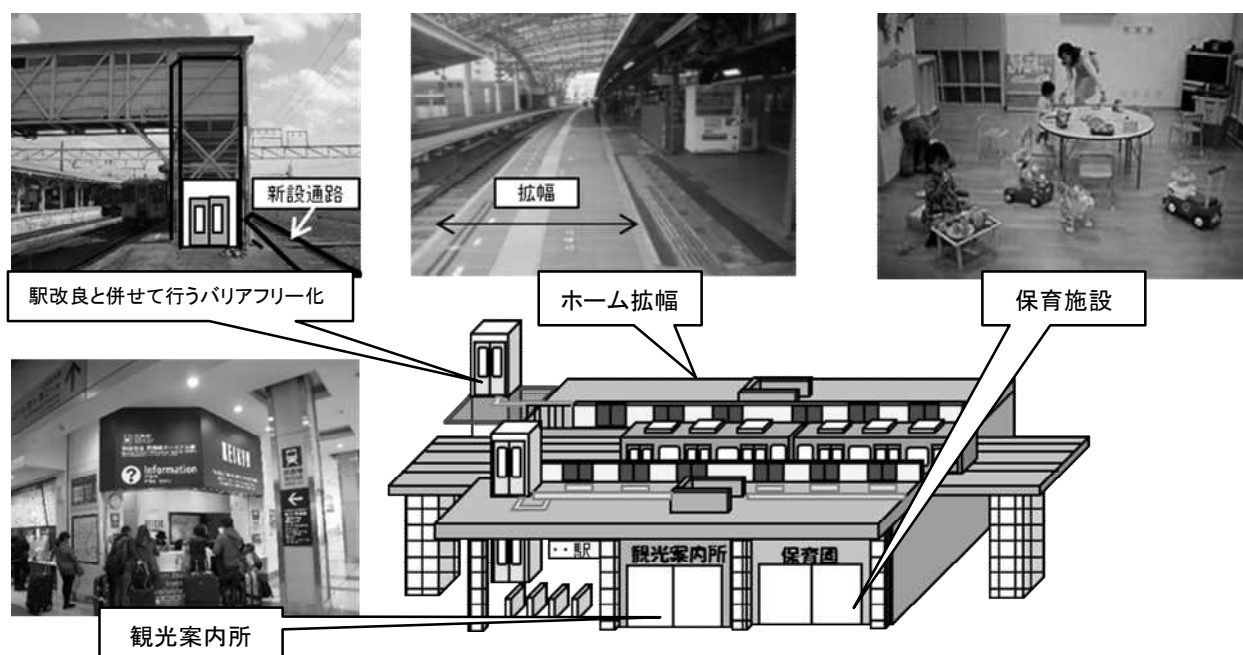 新設通路
拡幅
駅改良と併せて行うバリアフリー化
ホーム拡幅
保育施設
Information
・・駅
観光案内所
保育園
観光案内所